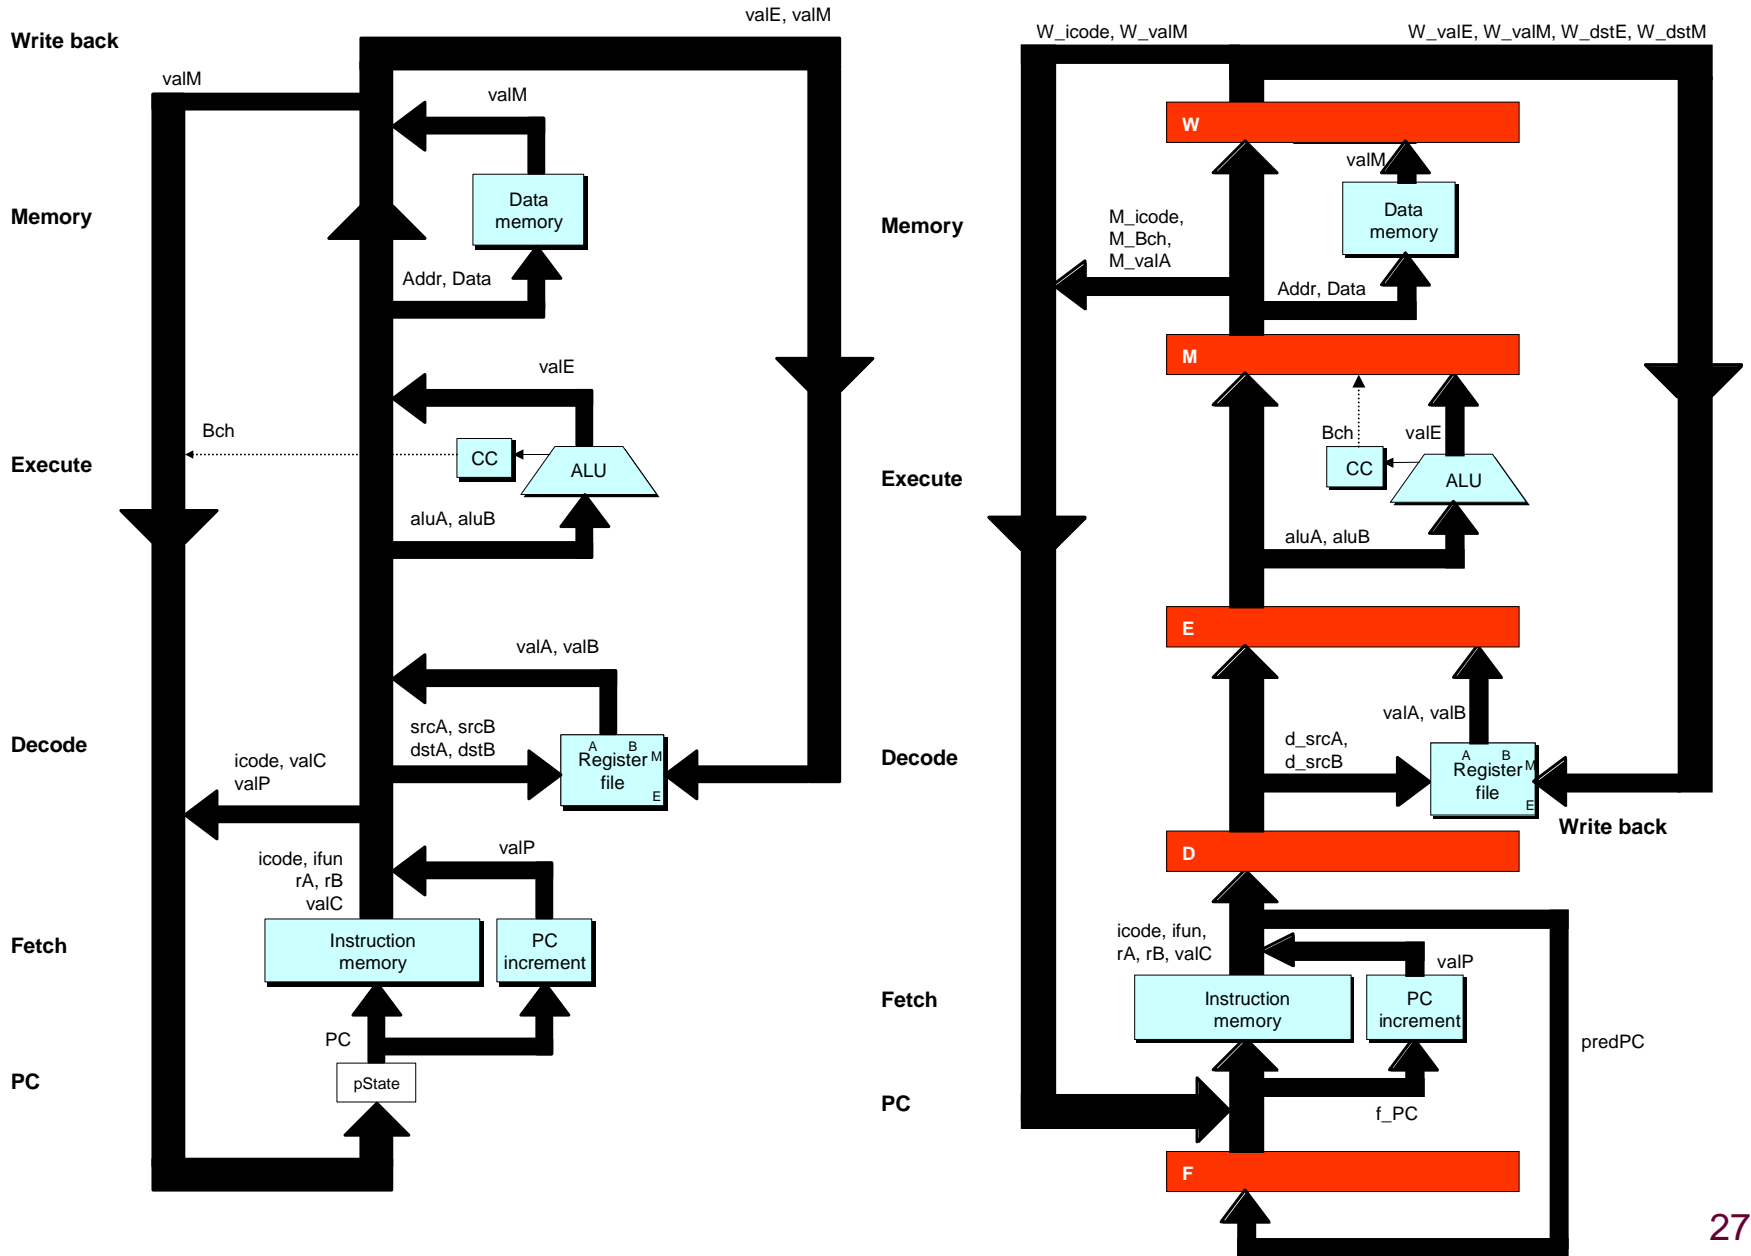 valE, valM
Write back
valM
valM
Data
memory
Memory
Addr, Data
valE
Bch
CC
ALU
Execute
aluA, aluB
valA, valB
srcA, srcB
dstA, dstB
A B
M
Register
file
E
Decode
icode, valC
valP
icode, ifun
rA, rB
valC
valP
Instruction
memory
PC
increment
Fetch
PC
pState
PC
W_icode, W_valM
W_valE, W_valM, W_dstE, W_dstM
W
valM
Data
memory
Memory
M_icode,
M_Bch,
M_valA
Addr, Data
M
Bch
valE
CC
ALU
Execute
aluA, aluB
E
valA, valB
d_srcA,
d_srcB
A B
M
Register
file
E
Decode
Write back
D
icode, ifun,
rA, rB, valC
valP
Instruction
memory
PC
increment
Fetch
predPC
PC
f_PC
F
27